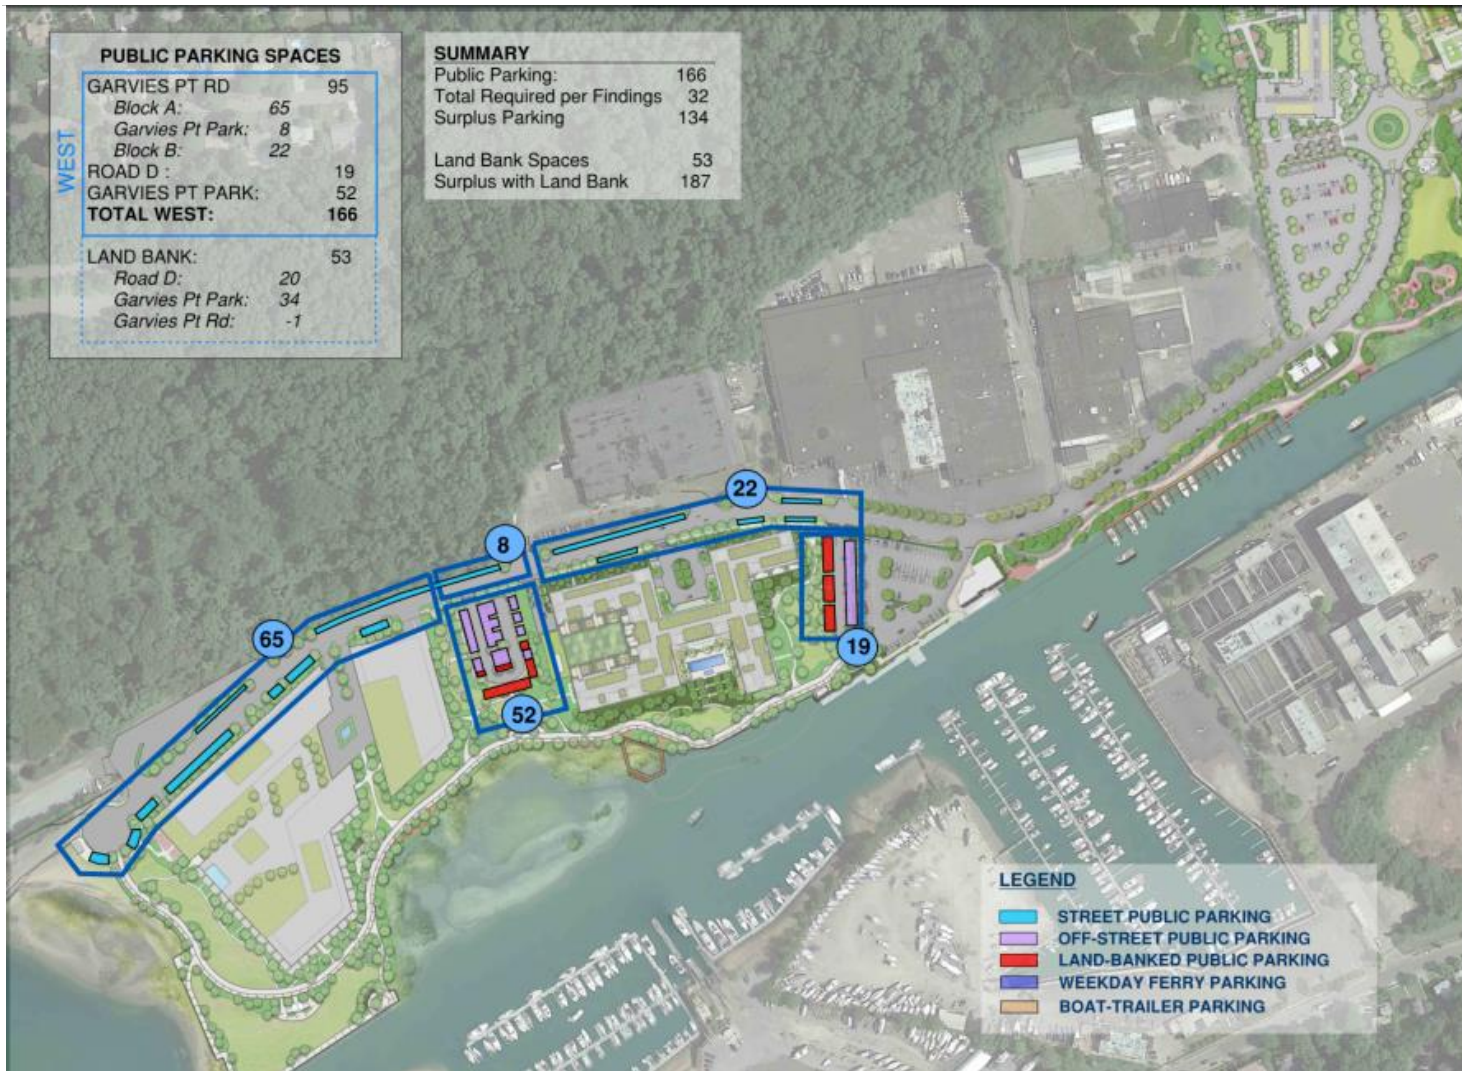 PUBLIC PARKING SPACES
WEST
GARVIES PT RD 95
Block A: 65
Garvies Pt Park: 8
Block B: 22
ROAD D : 19
GARVIES PT PARK: 52
TOTAL WEST: 166
LAND BANK: 53
Road D: 20
Garvies Pt Park: 34
Garvies Pt Rd: -1
SUMMARY
Public Parking: 166
Total Required per Findings 32
Surplus Parking 134
Land Bank Spaces 53
Surplus with Land Bank 187
22
8
65
19
52
LEGEND
STREET PUBLIC PARKING
OFF-STREET PUBLIC PARKING
LAND-BANKED PUBLIC PARKING
WEEKDAY FERRY PARKING
BOAT-TRAILER PARKING